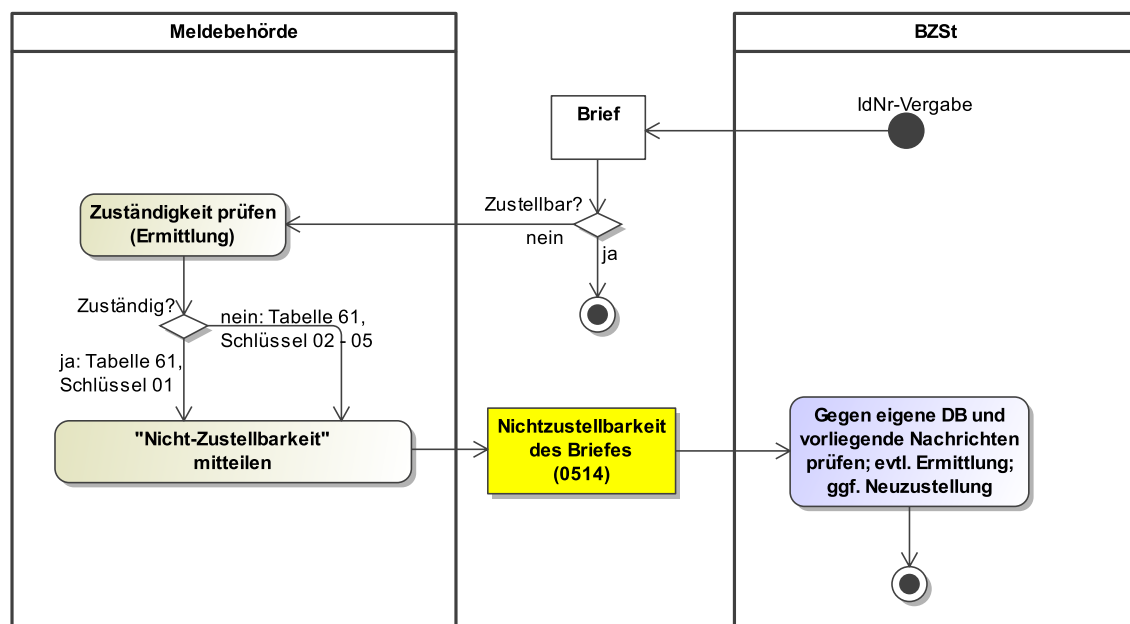 Meldebehörde
BZSt
IdNr-Vergabe
Brief
Zustellbar?
nein
ja
Zuständigkeit prüfen
(Ermittlung)
Zuständig?
nein: Tabelle 61,
Schlüssel 02 - 05
ja: Tabelle 61,
Schlüssel 01
"Nicht-Zustellbarkeit"
mitteilen
Nichtzustellbarkeit
des Briefes
(0514)
Gegen eigene DB und
vorliegende Nachrichten
prüfen; evtl. Ermittlung;
ggf. Neuzustellung